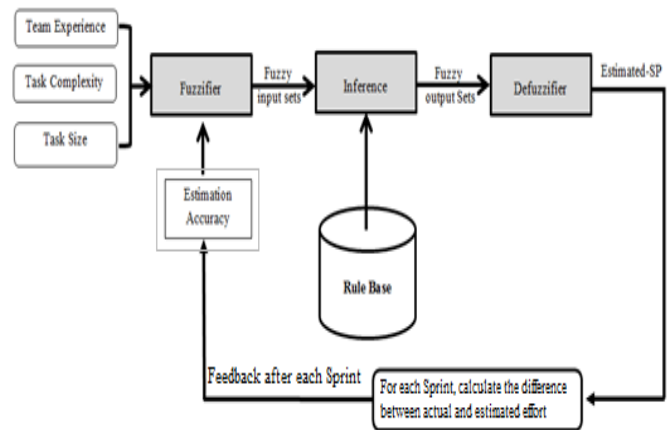 Team Experience
Task Complexity
Task Size
Fuzzifier
Fuzzy
input sets
Inference
Fuzzy
output Sets
Defuzzifier
Estimated-SP
Estimation
Accuracy
Rule Base
Feedback after each Sprint
For each Sprint, calculate the difference
between actual and estimated effort